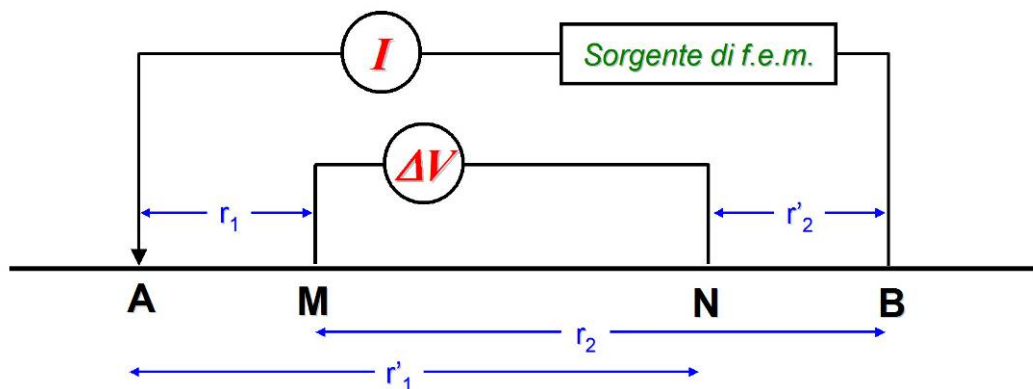 I Sorgente di f.e.m.
ΔV
r₁ r'₂
A M N B
r₂
r'₁